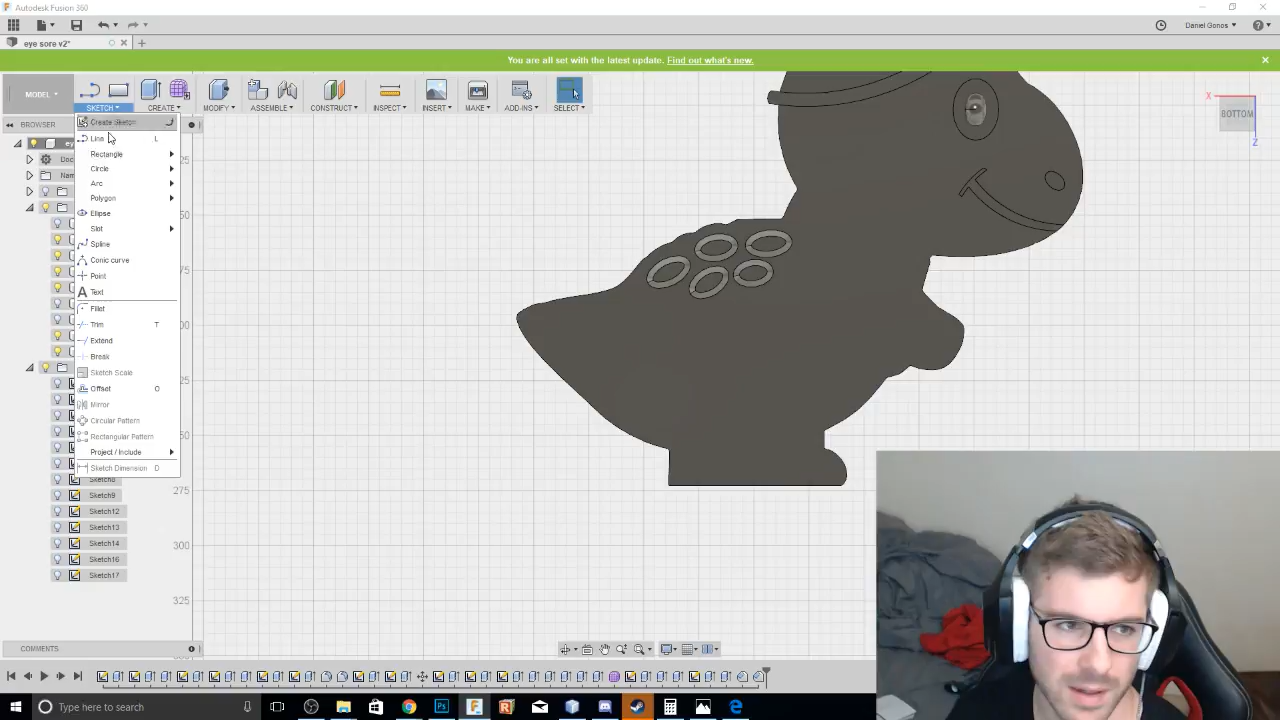 Autodesk Fusion 360
Daniel Gonos
eye sore v2*
You are all set with the latest update. Find out what's new.
MODEL
SKETCH
CREATE
MODIFY
ASSEMBLE
CONSTRUCT
INSPECT
INSERT
MAKE
ADD-INS
SELECT
BROWSER
Create Sketch
Line L
Rectangle
Circle
Arc
Polygon
Ellipse
Slot
Spline
Conic curve
Point
Text
Fillet
Trim T
Extend
Break
Sketch Scale
Offset O
Mirror
Circular Pattern
Rectangular Pattern
Project / Include
Sketch Dimension D
Sketch9
Sketch12
Sketch13
Sketch14
Sketch16
Sketch17
X
BOTTOM
Z
275
300
325
COMMENTS
Type here to search